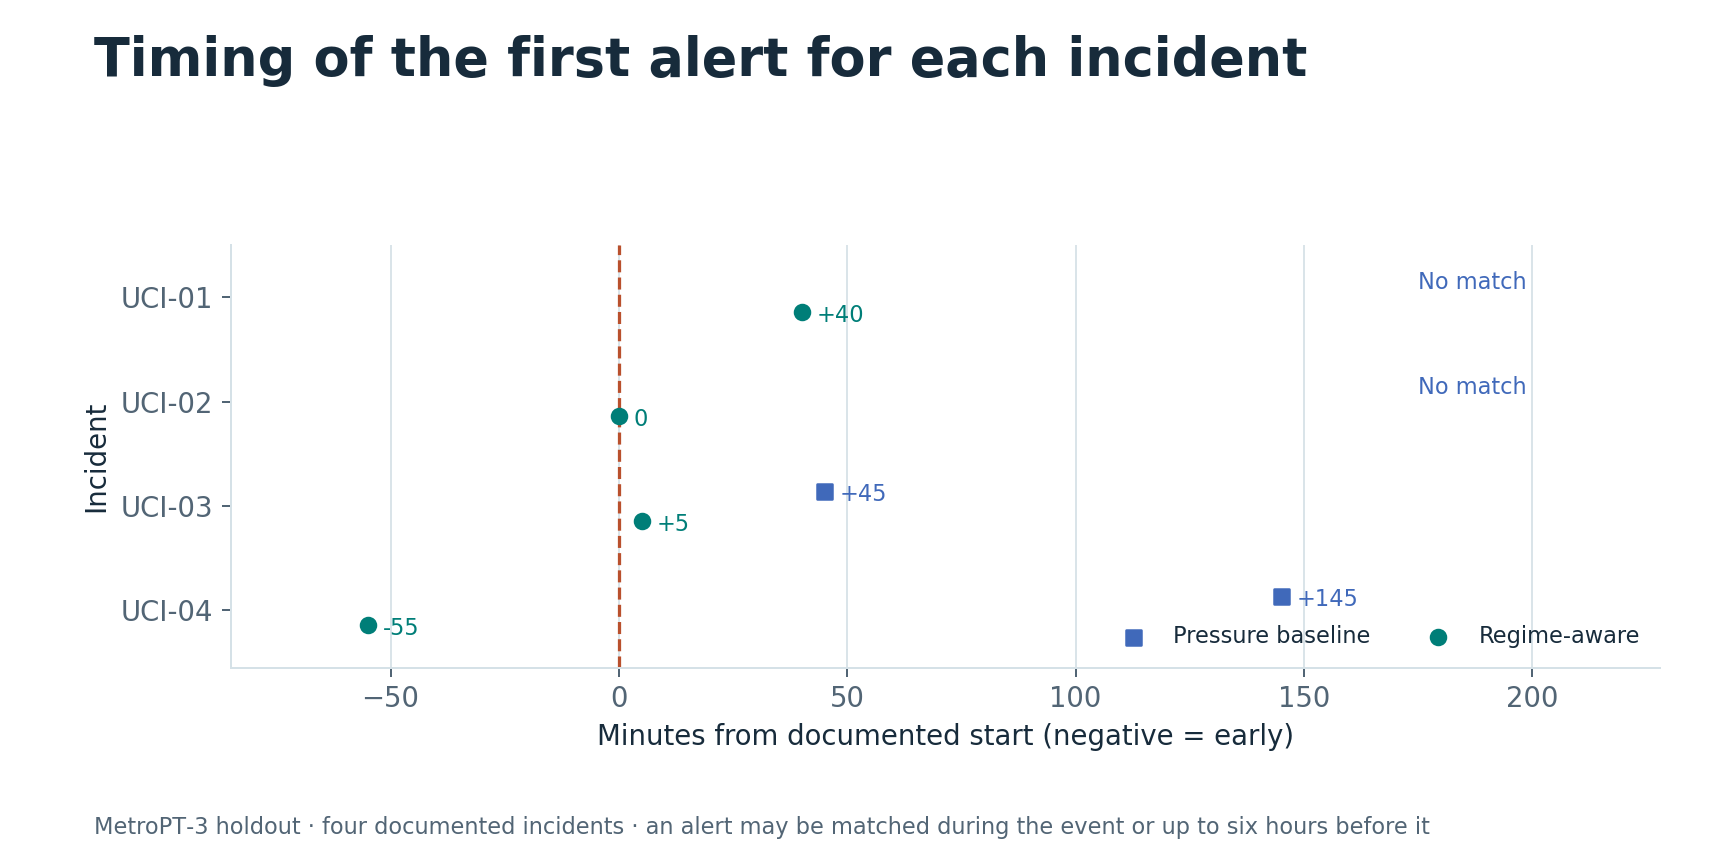 Timing of the first alert for each incident
No match
UCI-01
+40
No match
UCI-02
0
+45
UCI-03
+5
+145
UCI-04
-55
Pressure baseline
Regime-aware
Incident
−50
0
50
100
150
200
Minutes from documented start (negative = early)
MetroPT-3 holdout · four documented incidents · an alert may be matched during the event or up to six hours before it